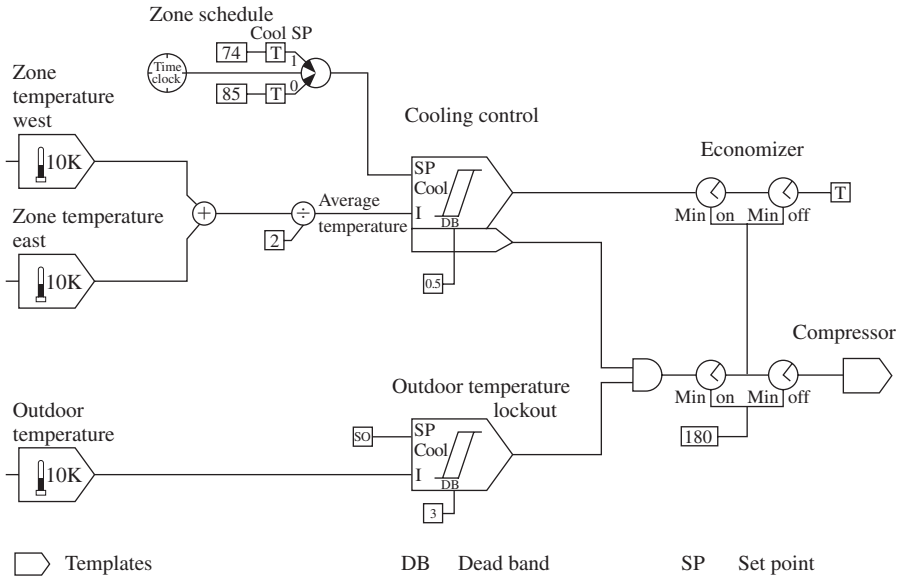 Zone schedule
Cool SP
74 T
1
Time
clock
85 T
0
Zone
temperature
west
10K
Cooling control
SP
Cool
I
DB
Economizer
T
Min on Min off
Zone temperature
east
10K
+
÷
2
Average
temperature
0.5
Compressor
Min on Min off
180
Outdoor temperature
lockout
SO
SP
Cool
I
DB
3
Outdoor
temperature
10K
Templates
DB Dead band
SP Set point